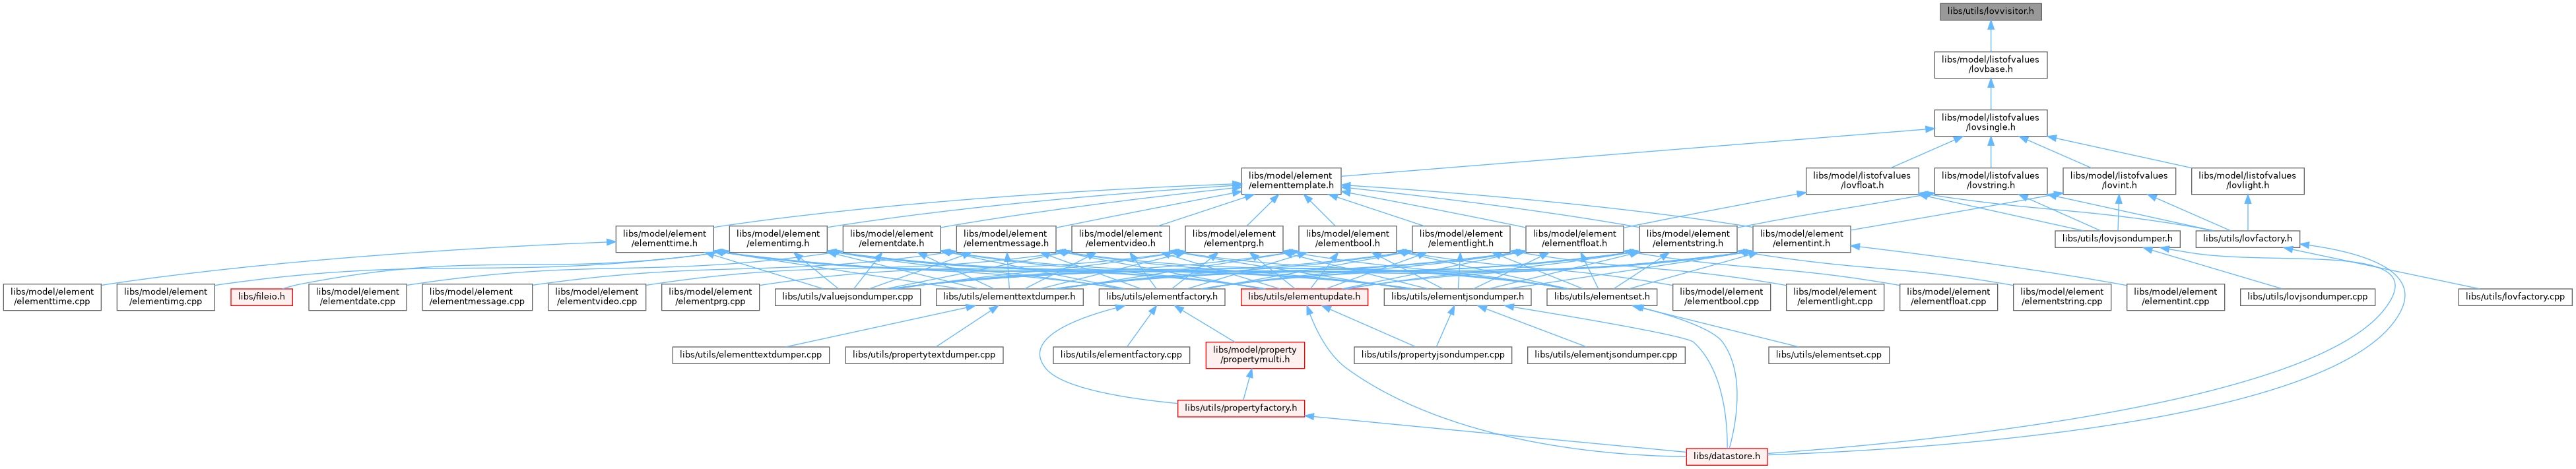 libs/utils/lovvisitor.h
libs/model/listofvalues
/lovbase.h
libs/model/listofvalues
/lovsingle.h
libs/model/element
/elementtemplate.h
libs/model/listofvalues
/lovfloat.h
libs/model/listofvalues
/lovstring.h
libs/model/listofvalues
/lovint.h
libs/model/listofvalues
/lovlight.h
libs/model/element
/elementtime.h
libs/model/element
/elementimg.h
libs/model/element
/elementdate.h
libs/model/element
/elementmessage.h
libs/model/element
/elementvideo.h
libs/model/element
/elementprg.h
libs/model/element
/elementbool.h
libs/model/element
/elementlight.h
libs/model/element
/elementfloat.h
libs/model/element
/elementstring.h
libs/model/element
/elementint.h
libs/utils/lovjsondumper.h
libs/utils/lovfactory.h
libs/model/element
/elementtime.cpp
libs/model/element
/elementimg.cpp
libs/fileio.h
libs/model/element
/elementdate.cpp
libs/model/element
/elementmessage.cpp
libs/model/element
/elementvideo.cpp
libs/model/element
/elementprg.cpp
libs/utils/valuejsondumper.cpp
libs/utils/elementtextdumper.h
libs/utils/elementfactory.h
libs/utils/elementupdate.h
libs/utils/elementjsondumper.h
libs/utils/elementset.h
libs/model/element
/elementbool.cpp
libs/model/element
/elementlight.cpp
libs/model/element
/elementfloat.cpp
libs/model/element
/elementstring.cpp
libs/model/element
/elementint.cpp
libs/utils/lovjsondumper.cpp
libs/utils/lovfactory.cpp
libs/utils/elementtextdumper.cpp
libs/utils/propertytextdumper.cpp
libs/utils/elementfactory.cpp
libs/model/property
/propertymulti.h
libs/utils/propertyjsondumper.cpp
libs/utils/elementjsondumper.cpp
libs/utils/elementset.cpp
libs/utils/propertyfactory.h
libs/datastore.h